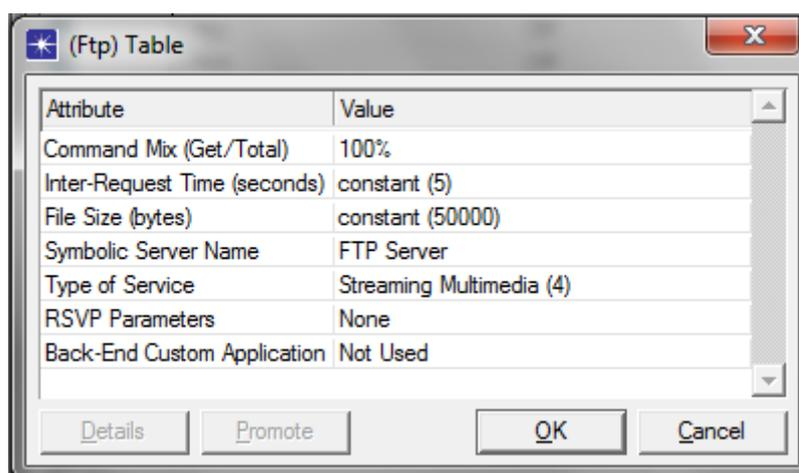 (Ftp) Table
Attribute Value
Command Mix (Get/Total) 100%
Inter-Request Time (seconds) constant (5)
File Size (bytes) constant (50000)
Symbolic Server Name FTP Server
Type of Service Streaming Multimedia (4)
RSVP Parameters None
Back-End Custom Application Not Used
Details Promote OK Cancel